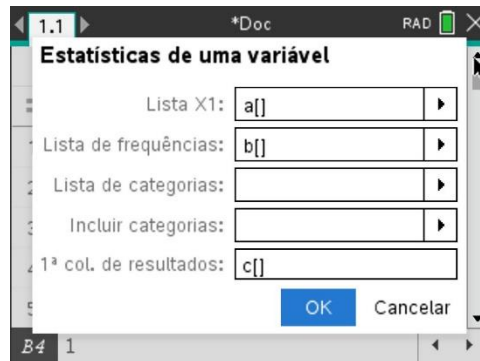 1.1 *Doc RAD
Estatísticas de uma variável
Lista X1: a[]
Lista de frequências: b[]
Lista de categorias:
Incluir categorias:
1ª col. de resultados: c[]
OK Cancelar
B4 1